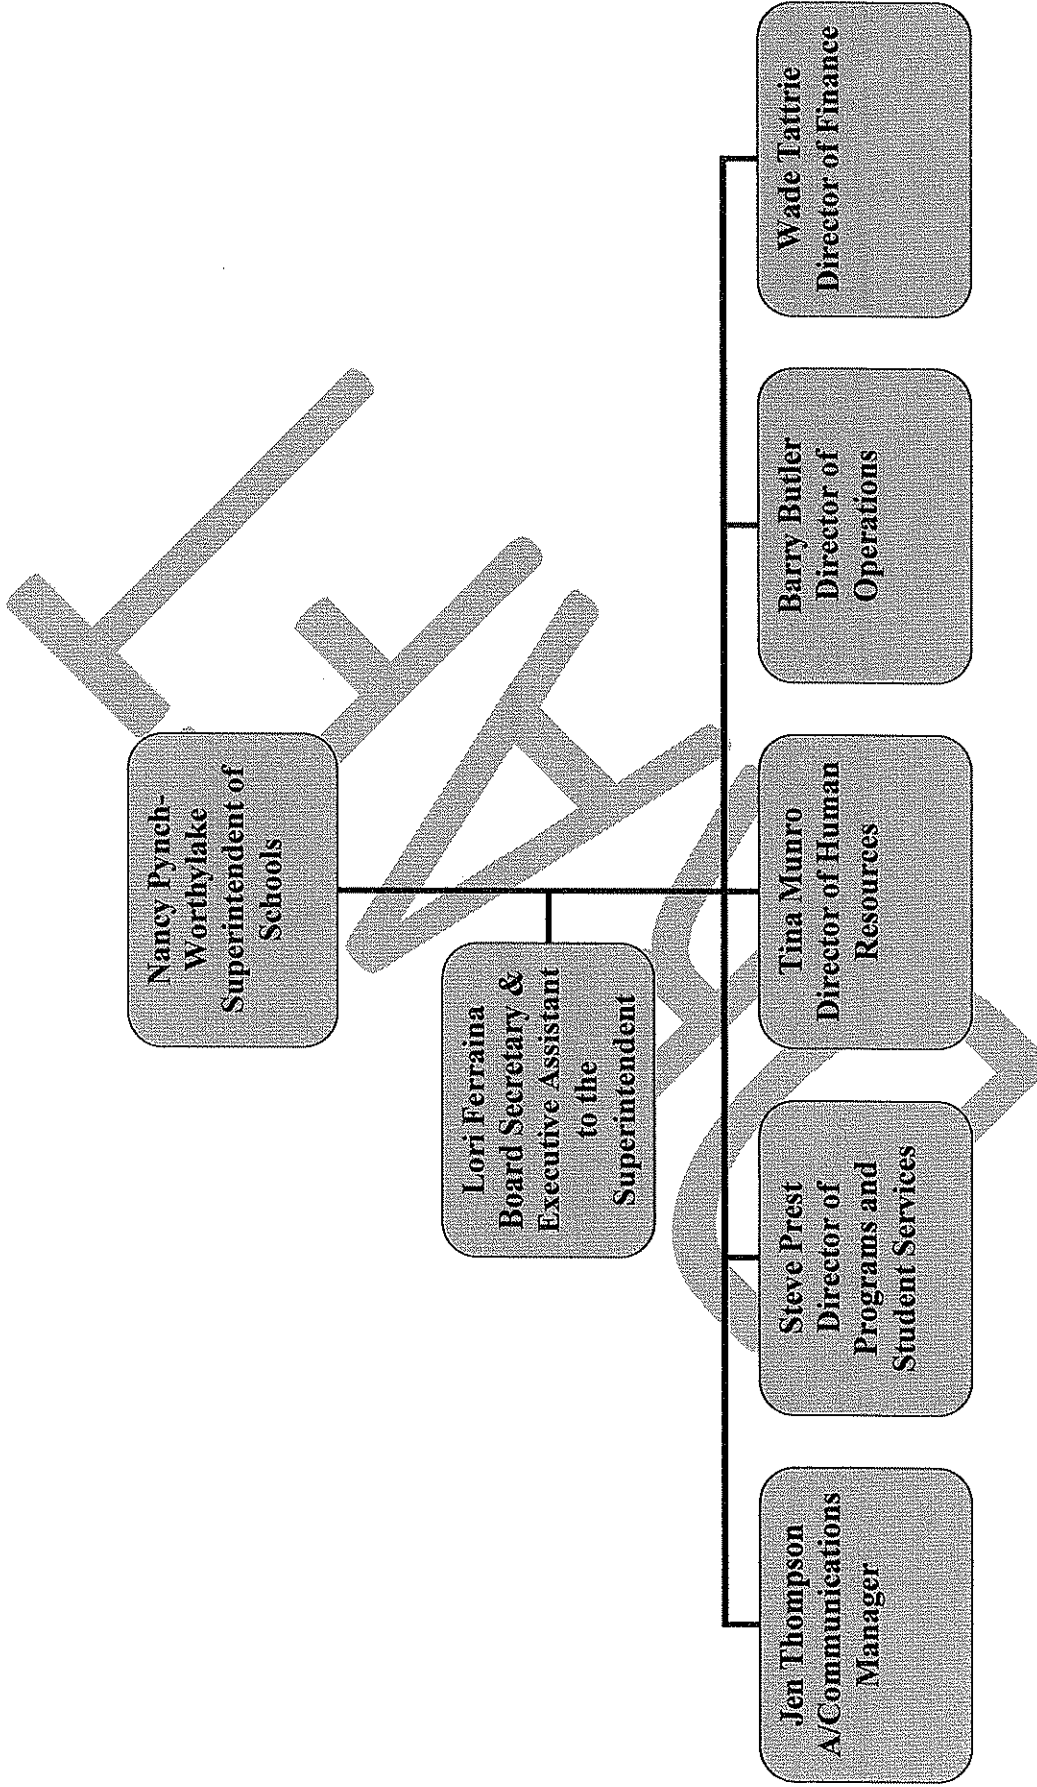 Nancy Pynch-
Worthylake
Superintendent of
Schools
Lori Ferraina
Board Secretary &
Executive Assistant
to the
Superintendent
Jen Thompson
A/Communications
Manager
Steve Prest
Director of
Programs and
Student Services
Tina Munro
Director of Human
Resources
Barry Butler
Director of
Operations
Wade Tattrie
Director of Finance
DRAFT